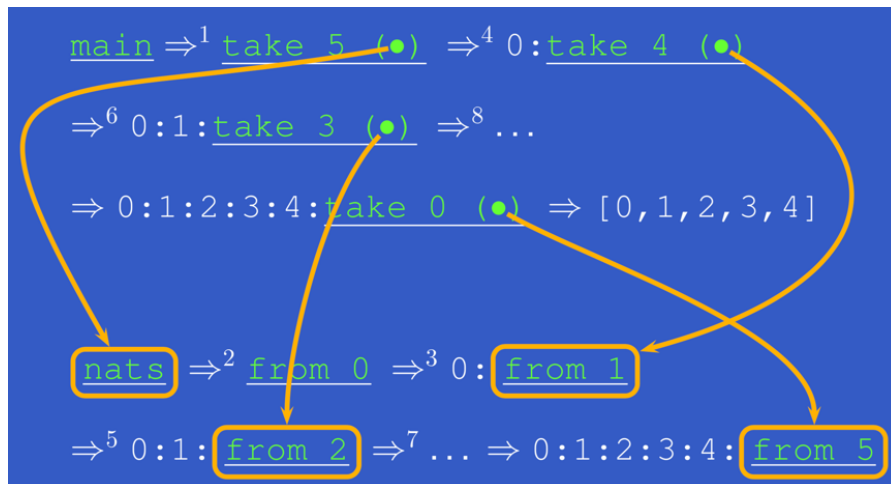 main ⇒¹ take 5 (●) ⇒⁴ 0:take 4 (●)
⇒⁶ 0:1:take 3 (●) ⇒⁸ ...
⇒ 0:1:2:3:4:take 0 (●) ⇒ [0,1,2,3,4]
nats ⇒² from 0 ⇒³ 0:from 1
⇒⁵ 0:1:from 2 ⇒⁷ ... ⇒ 0:1:2:3:4:from 5